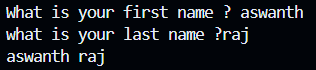 What is your first name ? aswanth
what is your last name ?raj
aswanth raj